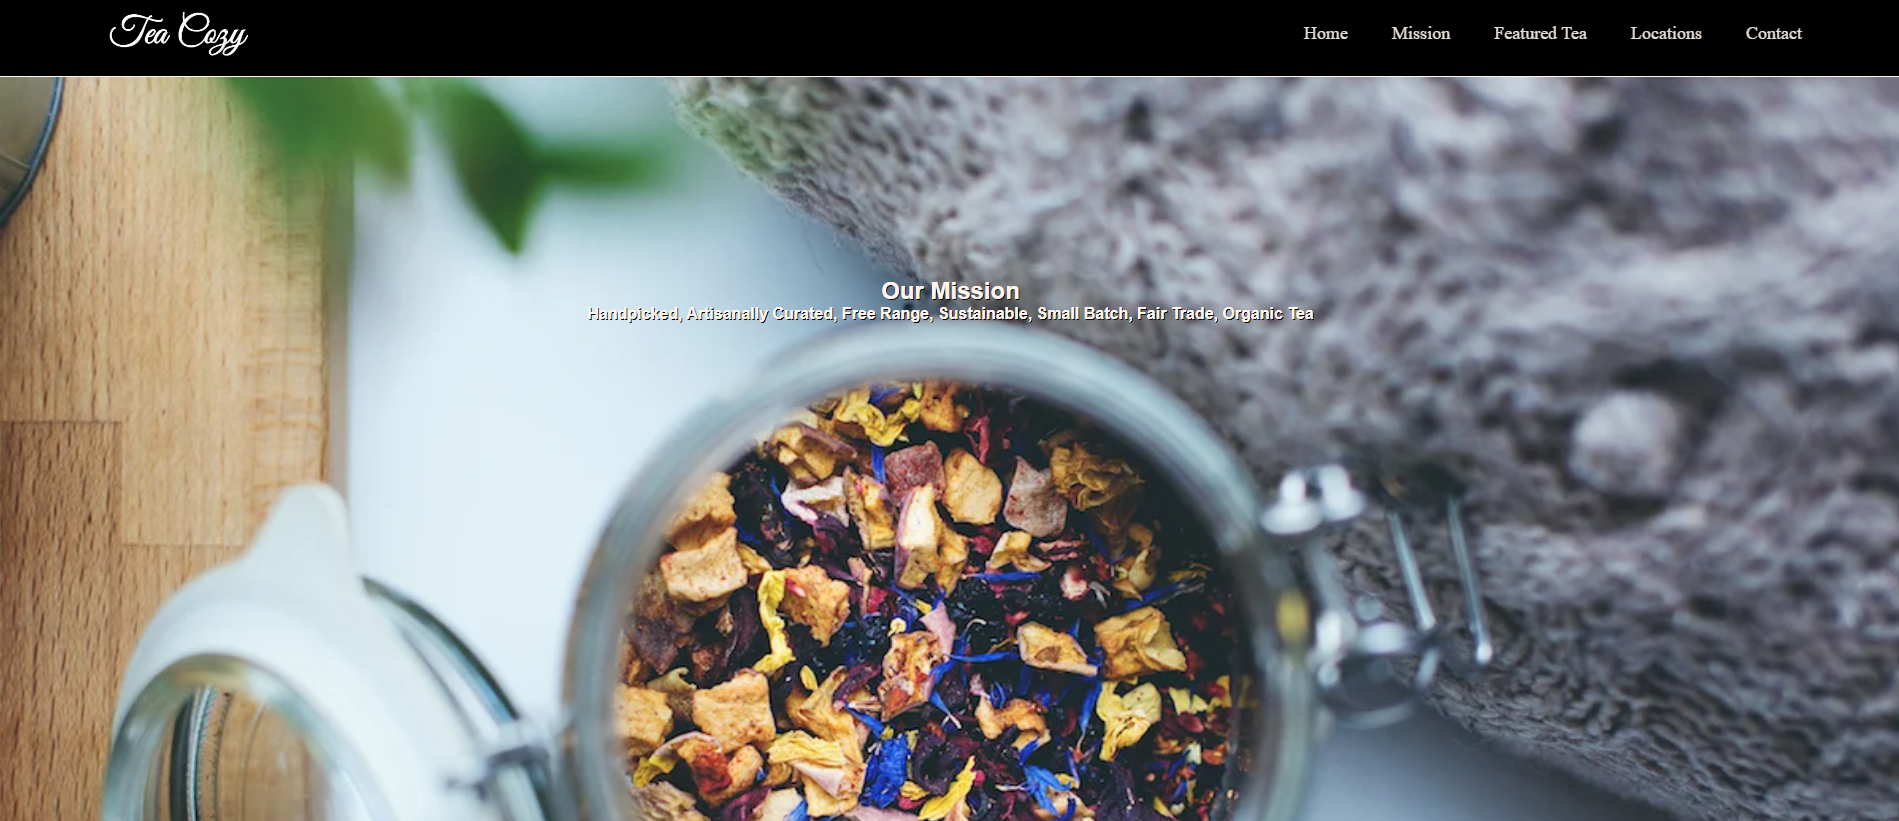 Tea Cozy
Home Mission Featured Tea Locations Contact
Our Mission
Handpicked, Artisanally Curated, Free Range, Sustainable, Small Batch, Fair Trade, Organic Tea